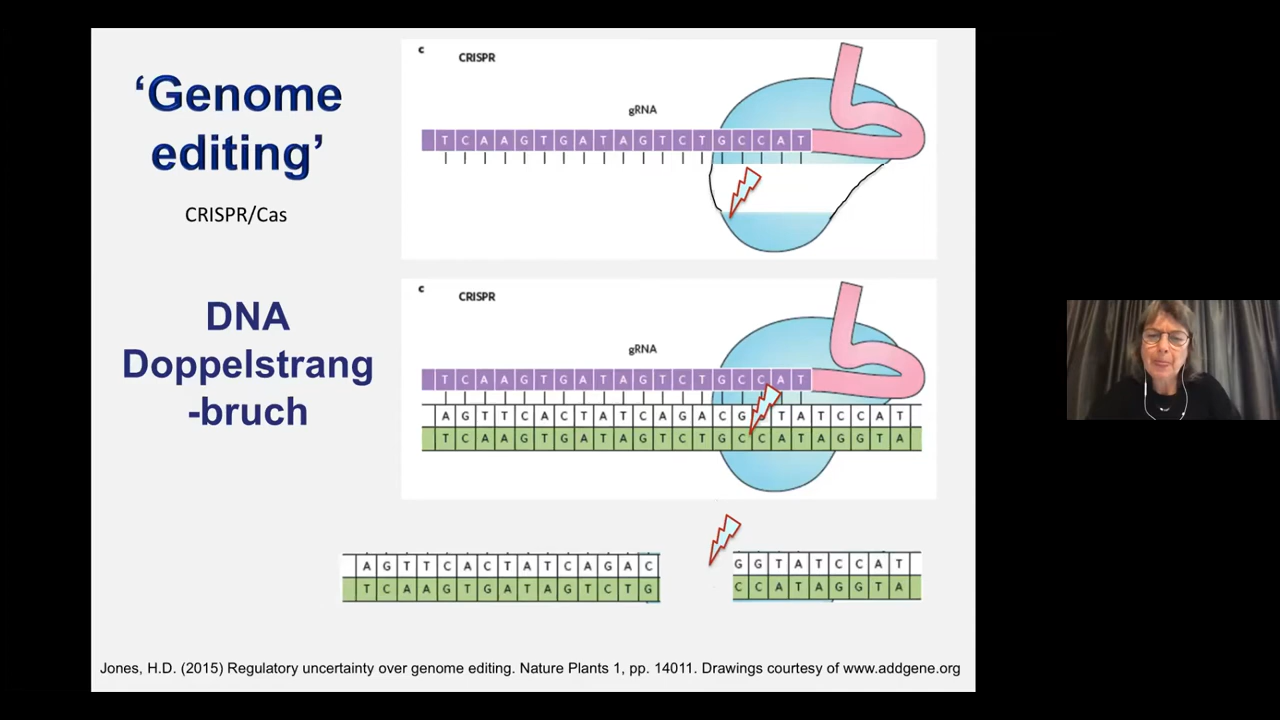 ‘Genome
editing’
CRISPR/Cas
DNA
Doppelstrang
-bruch
c CRISPR
gRNA
T C A A G T G A T A G T C T G C C A T
c CRISPR
gRNA
T C A A G T G A T A G T C T G C C A T
A G T T C A C T A T C A G A C G T A T C C A T
T C A A G T G A T A G T C T G C C A T A G G T A
A G T T C A C T A T C A G A C
T C A A G T G A T A G T C T G
G G T A T C C A T
C C A T A G G T A
Jones, H.D. (2015) Regulatory uncertainty over genome editing. Nature Plants 1, pp. 14011. Drawings courtesy of www.addgene.org